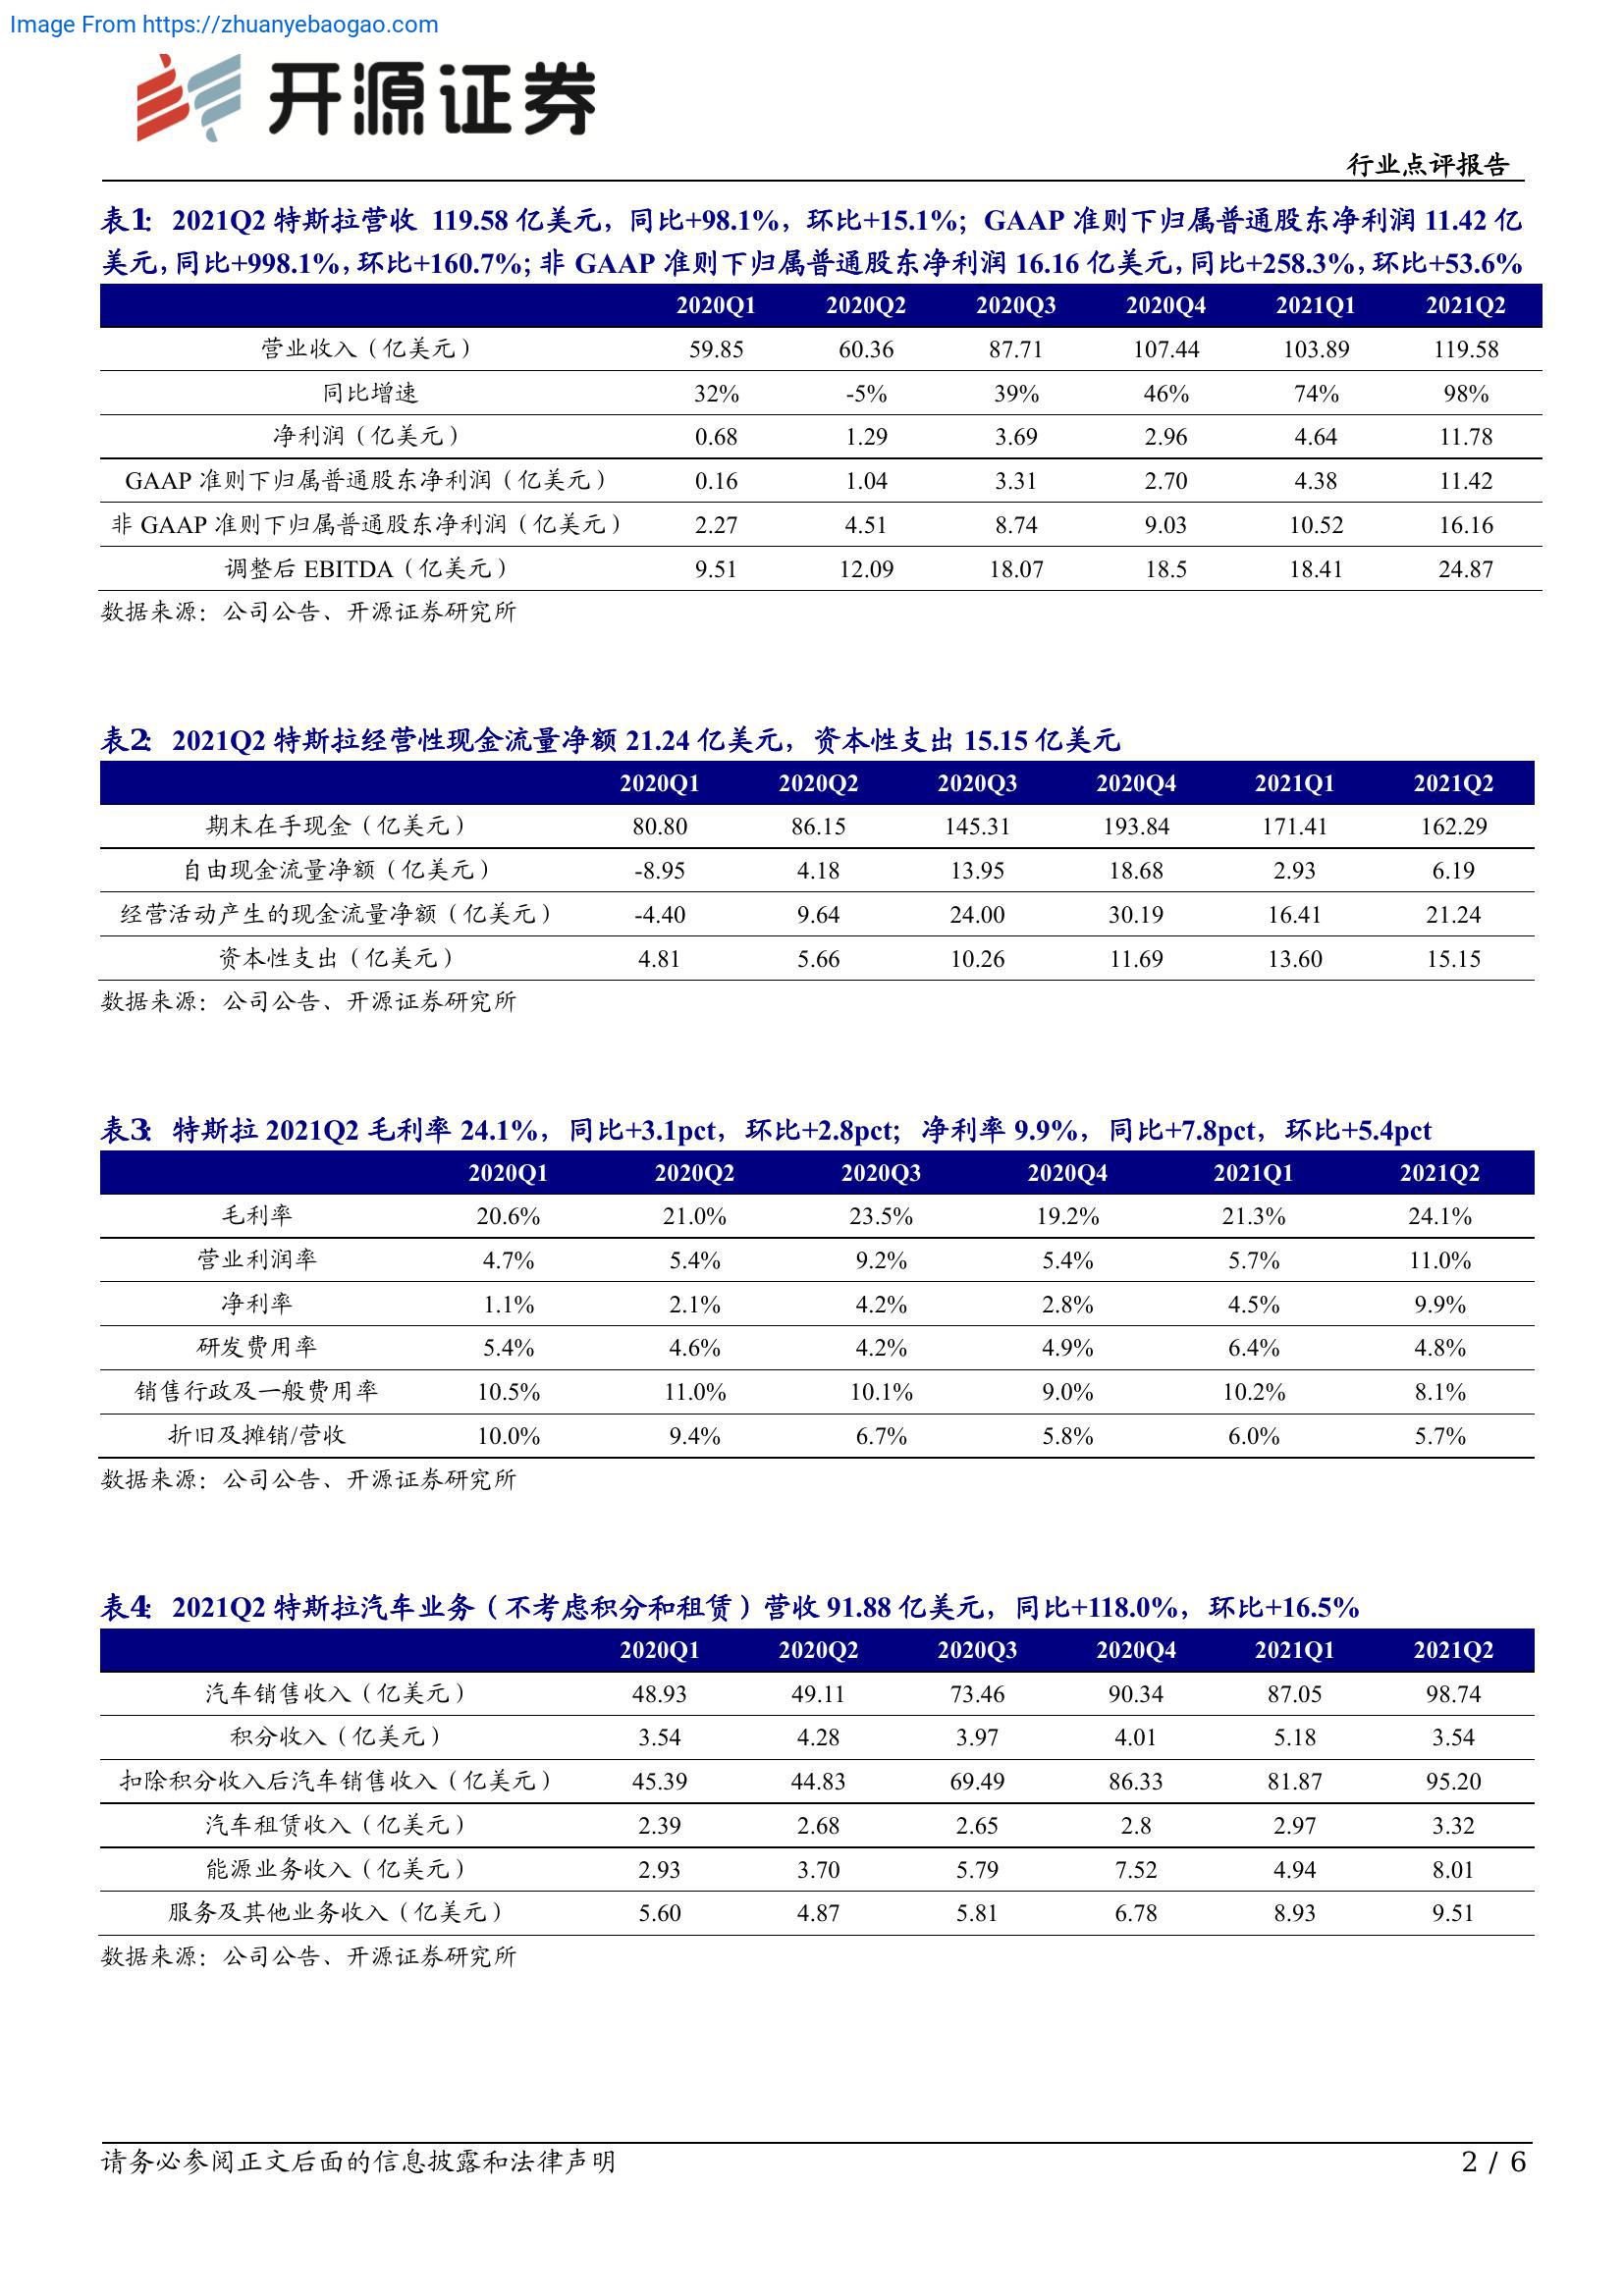 Image From https://zhuanyebaogao.com
开源证券
行业点评报告
表1: 2021Q2 特斯拉营收 119.58 亿美元，同比+98.1%，环比+15.1%；GAAP 准则下归属普通股东净利润 11.42 亿
美元，同比+998.1%，环比+160.7%；非 GAAP 准则下归属普通股东净利润 16.16 亿美元，同比+258.3%，环比+53.6%
2020Q1 2020Q2 2020Q3 2020Q4 2021Q1 2021Q2
营业收入（亿美元） 59.85 60.36 87.71 107.44 103.89 119.58
同比增速 32% -5% 39% 46% 74% 98%
净利润（亿美元） 0.68 1.29 3.69 2.96 4.64 11.78
GAAP 准则下归属普通股东净利润（亿美元） 0.16 1.04 3.31 2.70 4.38 11.42
非 GAAP 准则下归属普通股东净利润（亿美元） 2.27 4.51 8.74 9.03 10.52 16.16
调整后 EBITDA（亿美元） 9.51 12.09 18.07 18.5 18.41 24.87
数据来源：公司公告、开源证券研究所
表2: 2021Q2 特斯拉经营性现金流量净额 21.24 亿美元，资本性支出 15.15 亿美元
2020Q1 2020Q2 2020Q3 2020Q4 2021Q1 2021Q2
期末在手现金（亿美元） 80.80 86.15 145.31 193.84 171.41 162.29
自由现金流量净额（亿美元） -8.95 4.18 13.95 18.68 2.93 6.19
经营活动产生的现金流量净额（亿美元） -4.40 9.64 24.00 30.19 16.41 21.24
资本性支出（亿美元） 4.81 5.66 10.26 11.69 13.60 15.15
数据来源：公司公告、开源证券研究所
表3: 特斯拉 2021Q2 毛利率 24.1%，同比+3.1pct，环比+2.8pct；净利率 9.9%，同比+7.8pct，环比+5.4pct
2020Q1 2020Q2 2020Q3 2020Q4 2021Q1 2021Q2
毛利率 20.6% 21.0% 23.5% 19.2% 21.3% 24.1%
营业利润率 4.7% 5.4% 9.2% 5.4% 5.7% 11.0%
净利率 1.1% 2.1% 4.2% 2.8% 4.5% 9.9%
研发费用率 5.4% 4.6% 4.2% 4.9% 6.4% 4.8%
销售行政及一般费用率 10.5% 11.0% 10.1% 9.0% 10.2% 8.1%
折旧及摊销/营收 10.0% 9.4% 6.7% 5.8% 6.0% 5.7%
数据来源：公司公告、开源证券研究所
表4: 2021Q2 特斯拉汽车业务（不考虑积分和租赁）营收 91.88 亿美元，同比+118.0%，环比+16.5%
2020Q1 2020Q2 2020Q3 2020Q4 2021Q1 2021Q2
汽车销售收入（亿美元） 48.93 49.11 73.46 90.34 87.05 98.74
积分收入（亿美元） 3.54 4.28 3.97 4.01 5.18 3.54
扣除积分收入后汽车销售收入（亿美元） 45.39 44.83 69.49 86.33 81.87 95.20
汽车租赁收入（亿美元） 2.39 2.68 2.65 2.8 2.97 3.32
能源业务收入（亿美元） 2.93 3.70 5.79 7.52 4.94 8.01
服务及其他业务收入（亿美元） 5.60 4.87 5.81 6.78 8.93 9.51
数据来源：公司公告、开源证券研究所
请务必参阅正文后面的信息披露和法律声明 2 / 6